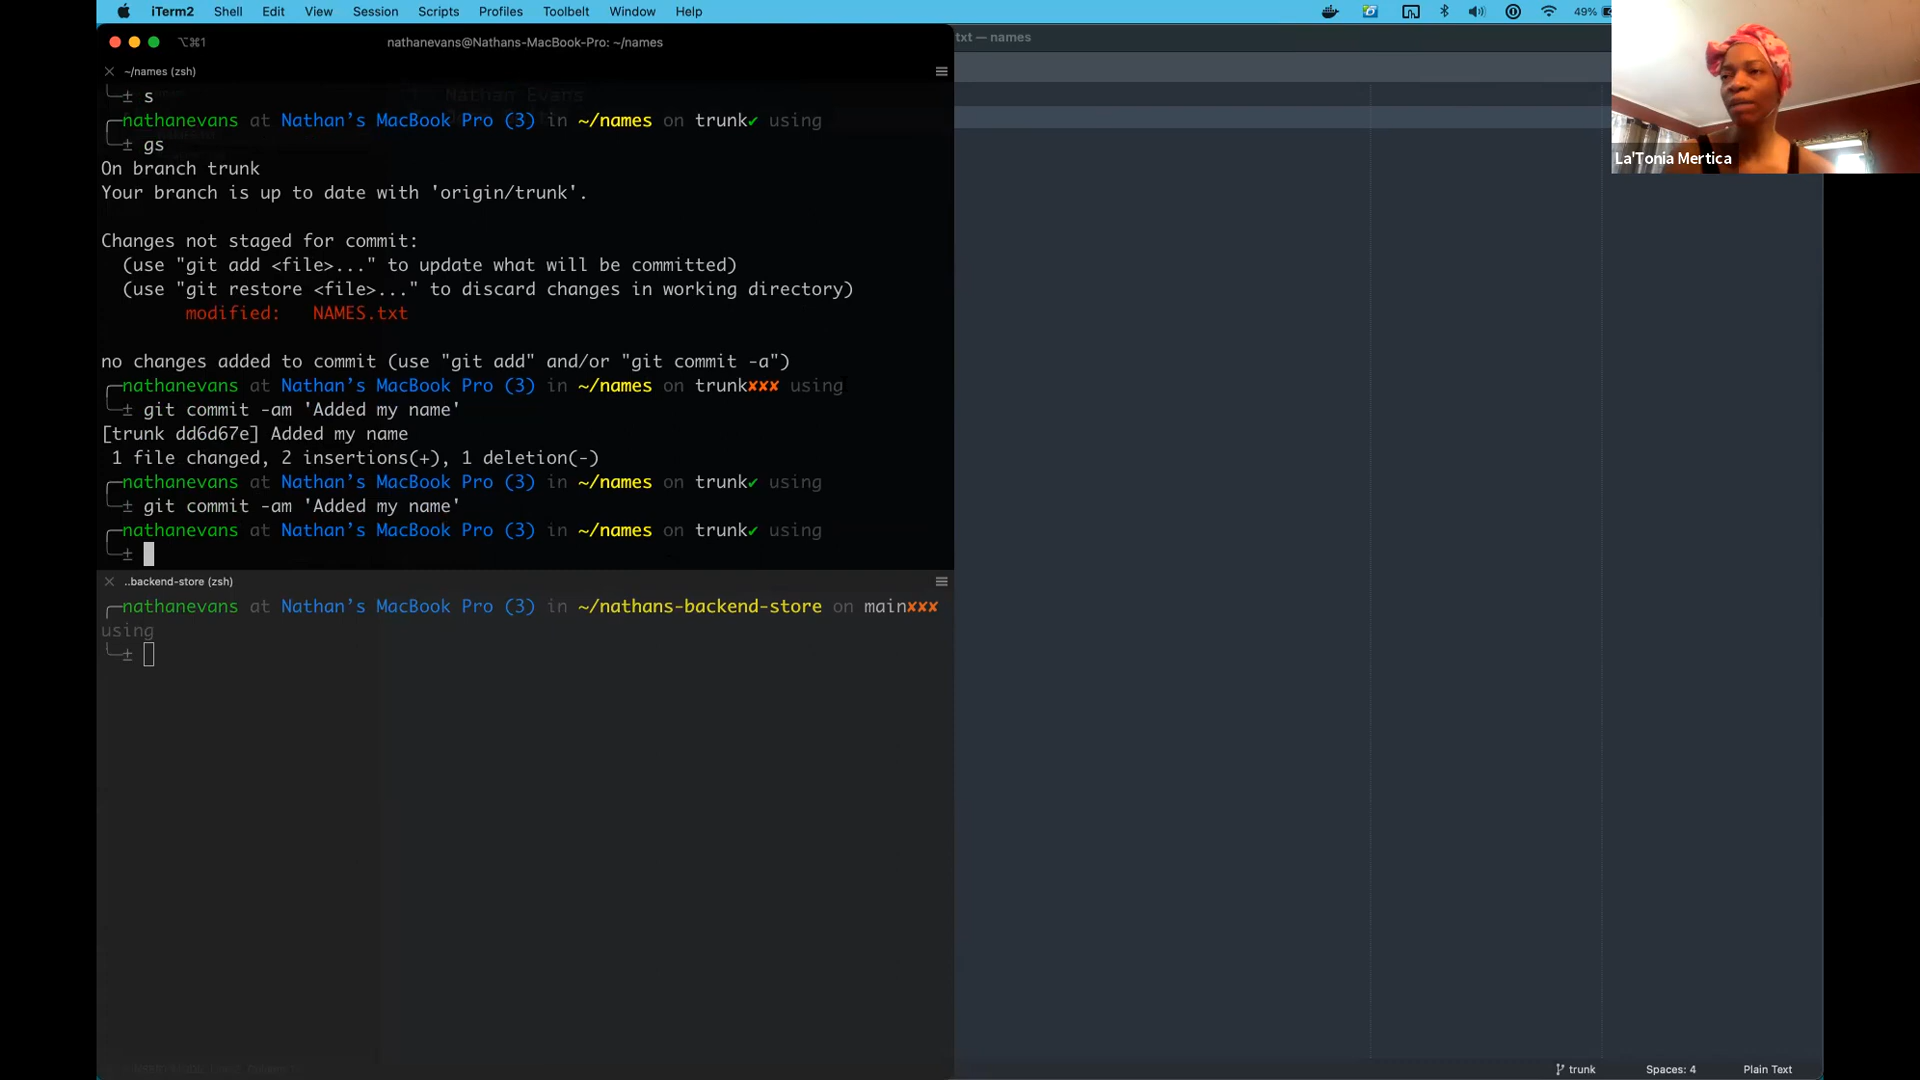 iTerm2 Shell Edit View Session Scripts Profiles Toolbelt Window Help 49%
⌥⌘1 nathanevans@Nathans-MacBook-Pro: ~/names
txt — names
~/names (zsh)
Nathan Evans
± s
nathanevans at Nathan’s MacBook Pro (3) in ~/names on trunk✔ using
± gs
On branch trunk
Your branch is up to date with 'origin/trunk'.
Changes not staged for commit:
(use "git add <file>..." to update what will be committed)
(use "git restore <file>..." to discard changes in working directory)
modified: NAMES.txt
no changes added to commit (use "git add" and/or "git commit -a")
nathanevans at Nathan’s MacBook Pro (3) in ~/names on trunk✘✘✘ using
± git commit -am 'Added my name'
[trunk dd6d67e] Added my name
1 file changed, 2 insertions(+), 1 deletion(-)
nathanevans at Nathan’s MacBook Pro (3) in ~/names on trunk✔ using
± git commit -am 'Added my name'
nathanevans at Nathan’s MacBook Pro (3) in ~/names on trunk✔ using
±
..backend-store (zsh)
nathanevans at Nathan’s MacBook Pro (3) in ~/nathans-backend-store on main✘✘✘
using
±
La'Tonia Mertica
trunk Spaces: 4 Plain Text